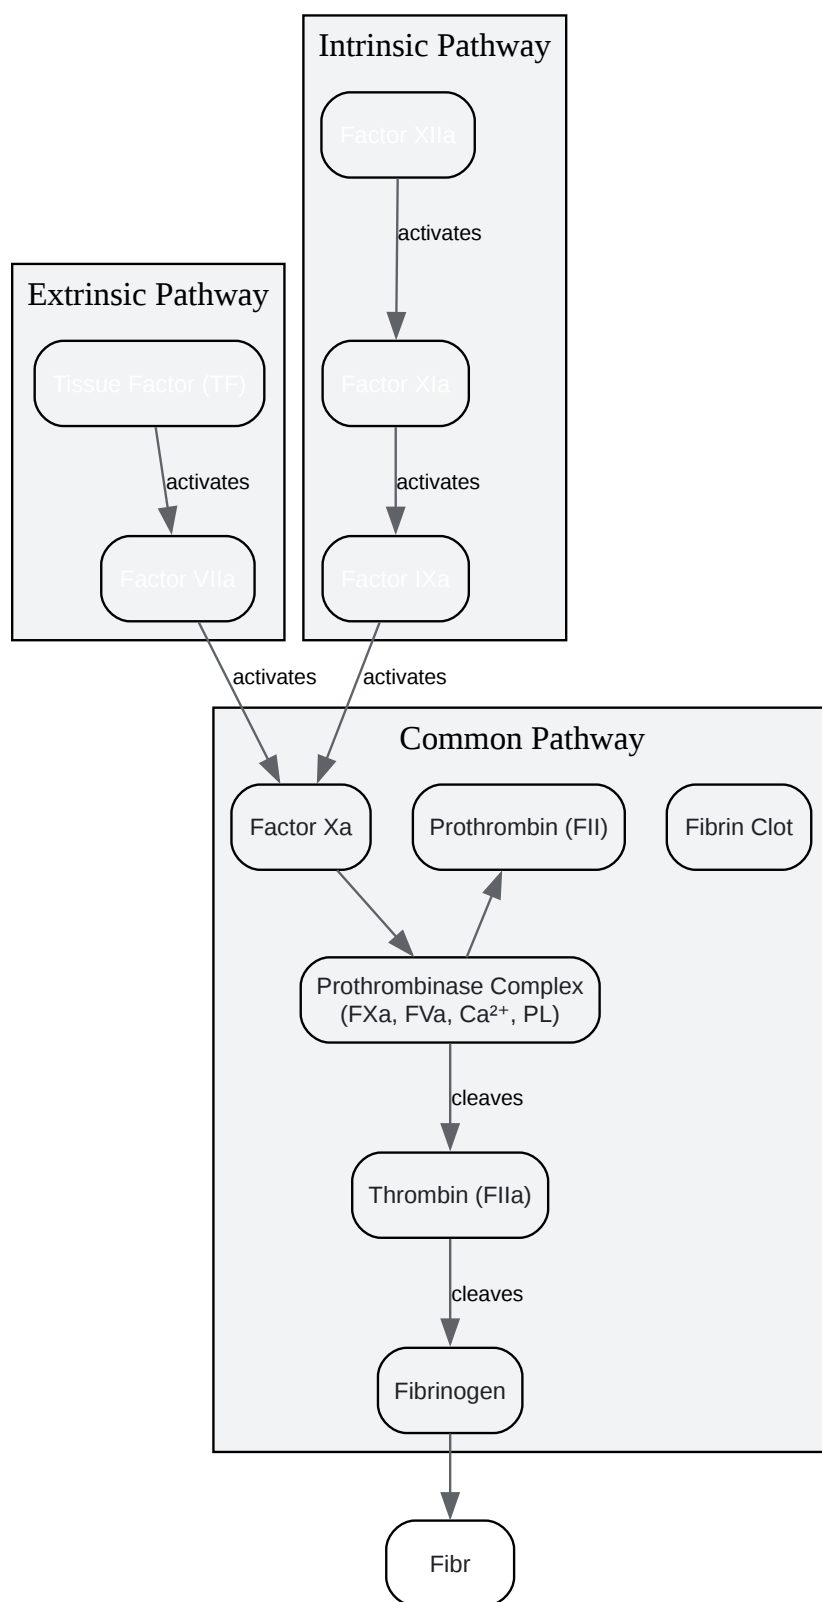 Intrinsic Pathway
Factor XIIa
activates
Extrinsic Pathway
Tissue Factor (TF)
Factor XIa
activates
activates
Factor VIIa
Factor IXa
activates
activates
Common Pathway
Factor Xa
Prothrombin (FII)
Fibrin Clot
Prothrombinase Complex
(FXa, FVa, Ca²⁺, PL)
cleaves
Thrombin (FIIa)
cleaves
Fibrinogen
Fibr